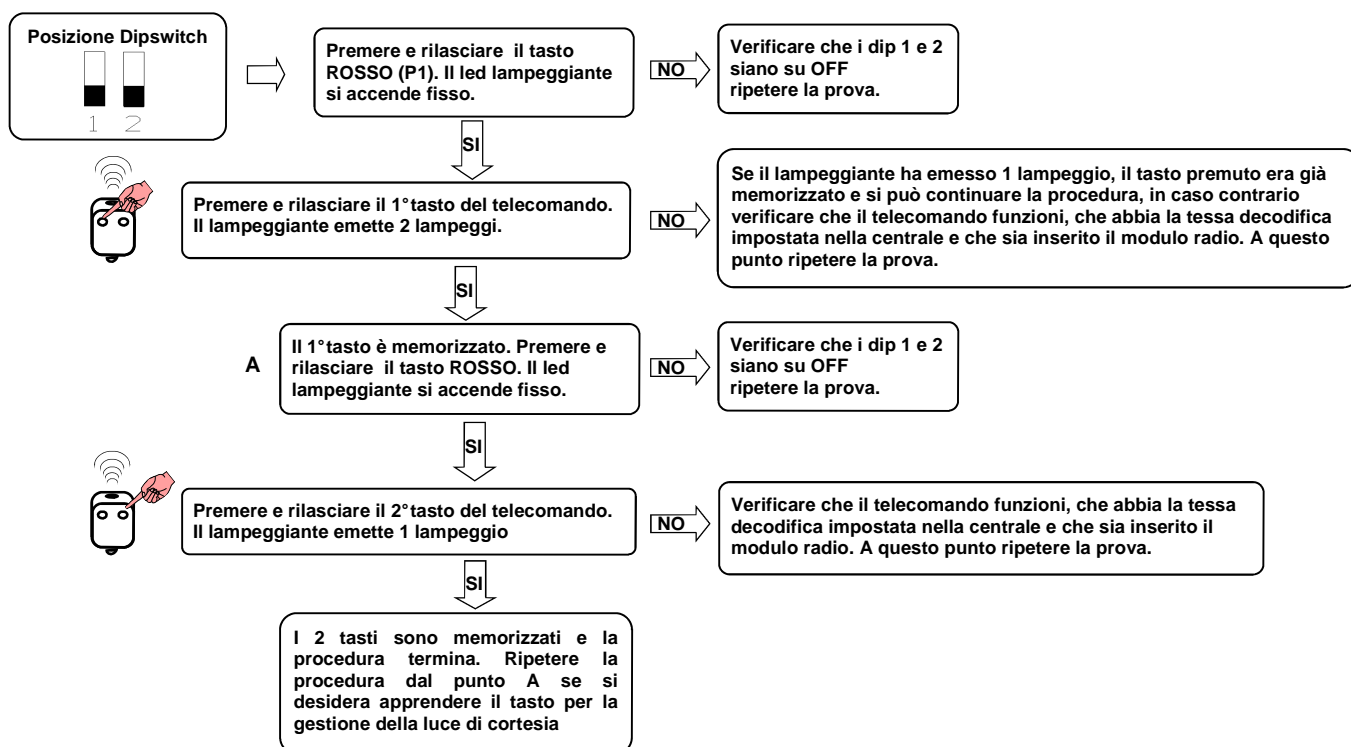 Posizione Dipswitch
1 2
Premere e rilasciare il tasto
ROSSO (P1). Il led lampeggiante
si accende fisso.
NO
Verificare che i dip 1 e 2
siano su OFF
ripetere la prova.
SI
Premere e rilasciare il 1° tasto del telecomando.
Il lampeggiante emette 2 lampeggi.
NO
Se il lampeggiante ha emesso 1 lampeggio, il tasto premuto era già
memorizzato e si può continuare la procedura, in caso contrario
verificare che il telecomando funzioni, che abbia la tessa decodifica
impostata nella centrale e che sia inserito il modulo radio. A questo
punto ripetere la prova.
SI
A
Il 1° tasto è memorizzato. Premere e
rilasciare il tasto ROSSO. Il led
lampeggiante si accende fisso.
NO
Verificare che i dip 1 e 2
siano su OFF
ripetere la prova.
SI
Premere e rilasciare il 2° tasto del telecomando.
Il lampeggiante emette 1 lampeggio
NO
Verificare che il telecomando funzioni, che abbia la tessa
decodifica impostata nella centrale e che sia inserito il
modulo radio. A questo punto ripetere la prova.
SI
I 2 tasti sono memorizzati e la
procedura termina. Ripetere la
procedura dal punto A se si
desidera apprendere il tasto per la
gestione della luce di cortesia